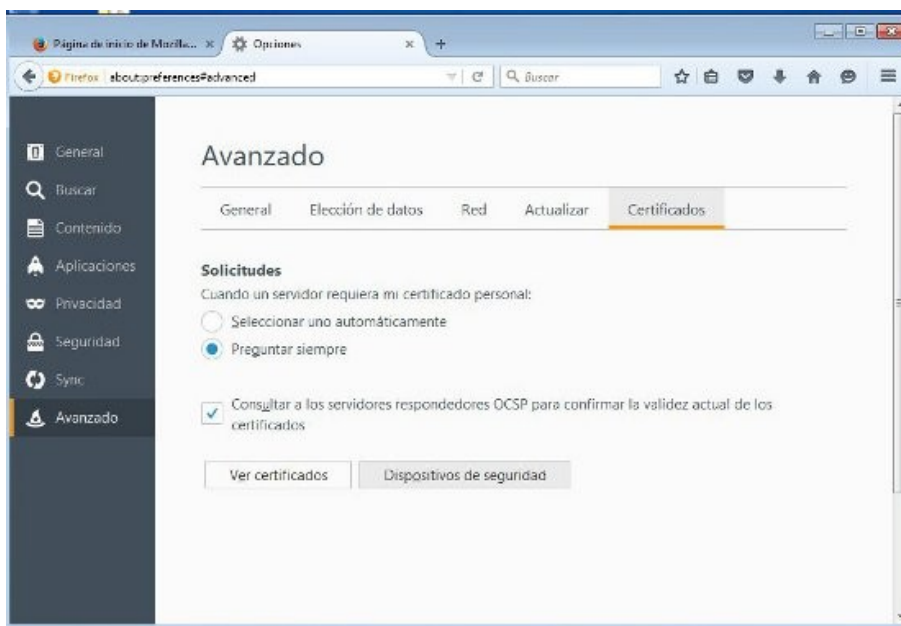 Página de inicio de Mozilla...
Opciones
Firefox about:preferences#advanced
Buscar
General
Buscar
Contenido
Aplicaciones
Privacidad
Seguridad
Sync
Avanzado
Avanzado
General Elección de datos Red Actualizar Certificados
Solicitudes
Cuando un servidor requiera mi certificado personal:
Seleccionar uno automáticamente
Preguntar siempre
Consultar a los servidores respondedores OCSP para confirmar la validez actual de los
certificados
Ver certificados Dispositivos de seguridad